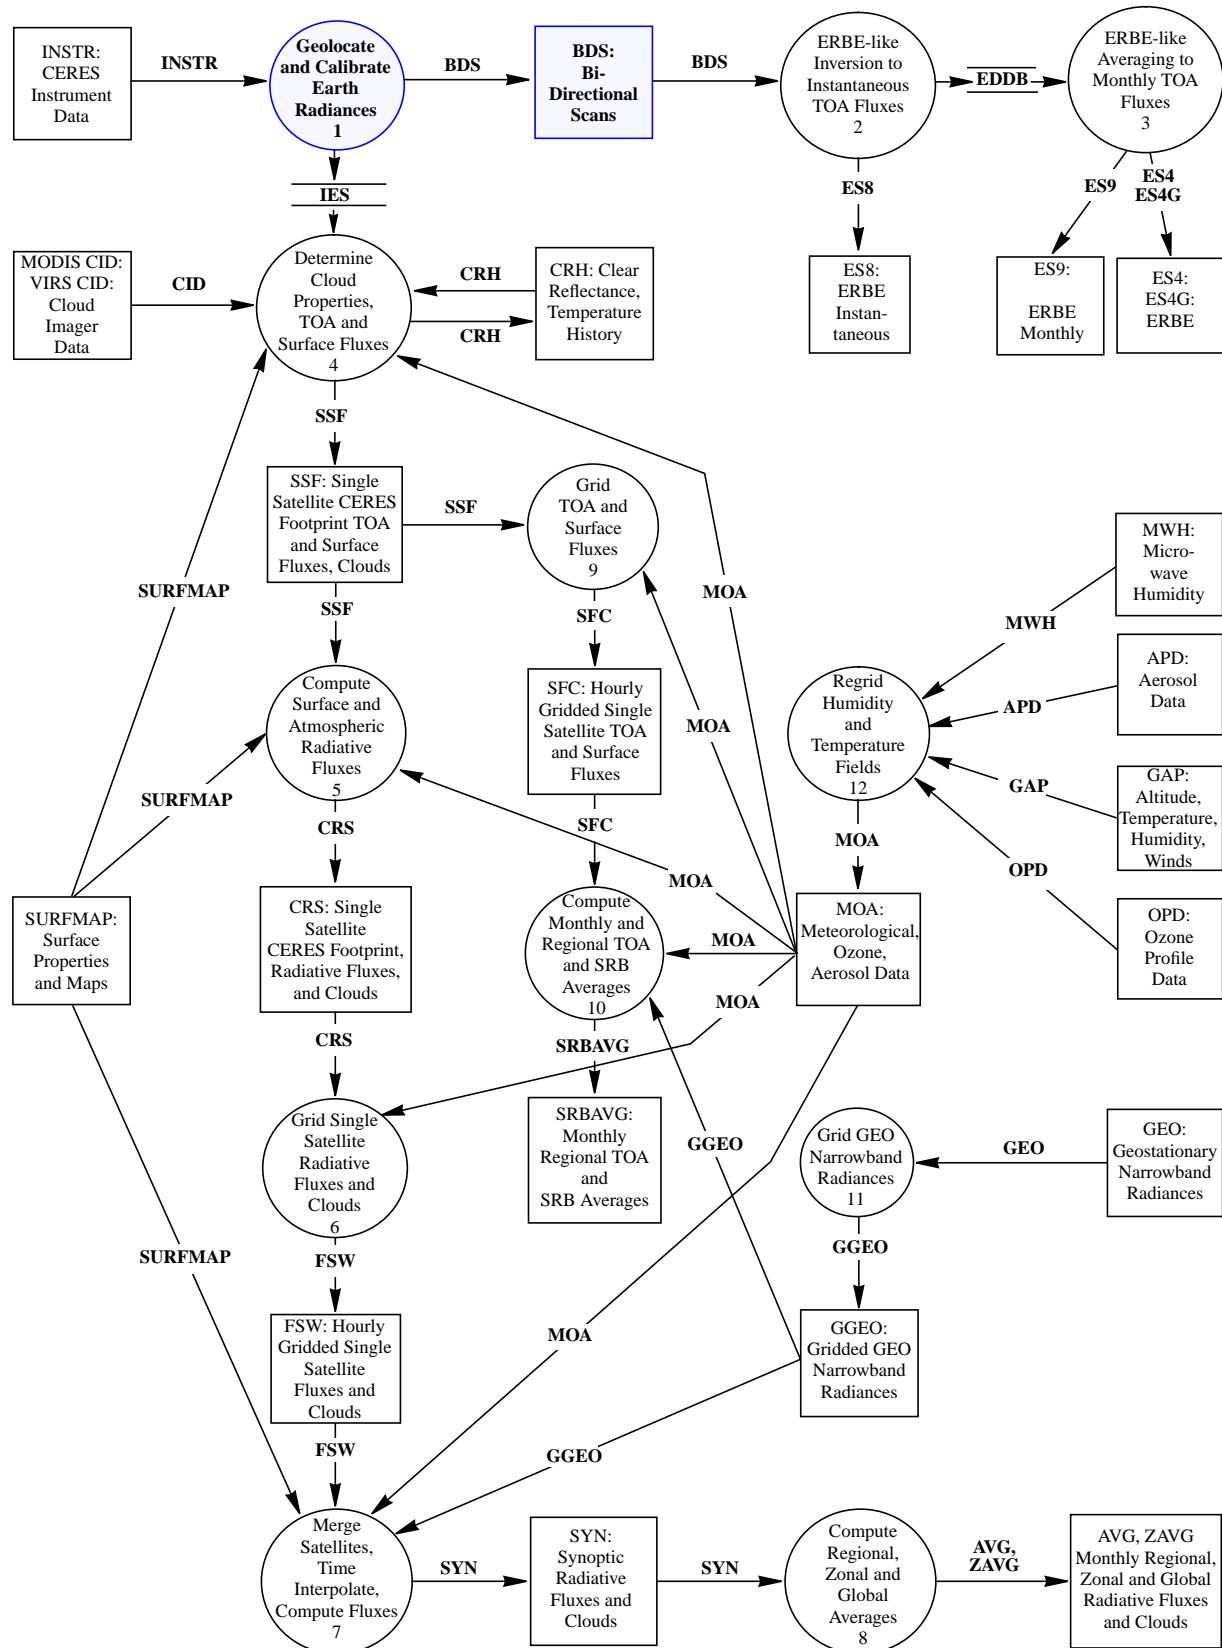 INSTR:
CERES
Instrument
Data
INSTR
Geolocate
and Calibrate
Earth
Radiances
1
BDS
BDS:
Bi-
Directional
Scans
BDS
ERBE-like
Inversion to
Instantaneous
TOA Fluxes
2
EDDB
ERBE-like
Averaging to
Monthly TOA
Fluxes
3
IES
ES8
ES9
ES4
ES4G
MODIS CID:
VIRS CID:
Cloud
Imager
Data
CID
Determine
Cloud
Properties,
TOA and
Surface Fluxes
4
CRH
CRH
CRH: Clear
Reflectance,
Temperature
History
ES8:
ERBE
Instan-
taneous
ES9:
ERBE
Monthly
ES4:
ES4G:
ERBE
SSF
SSF: Single
Satellite CERES
Footprint TOA
and Surface
Fluxes, Clouds
SSF
Grid
TOA and
Surface
Fluxes
9
MWH:
Micro-
wave
Humidity
SURFMAP
SSF
SFC
MOA
MWH
Compute
Surface and
Atmospheric
Radiative
Fluxes
5
SFC: Hourly
Gridded Single
Satellite TOA
and Surface
Fluxes
MOA
Regrid
Humidity
and
Temperature
Fields
12
APD
APD:
Aerosol
Data
SURFMAP
GAP
GAP:
Altitude,
Temperature,
Humidity,
Winds
CRS
SFC
MOA
MOA
OPD
SURFMAP:
Surface
Properties
and Maps
CRS: Single
Satellite
CERES Footprint,
Radiative Fluxes,
and Clouds
Compute
Monthly and
Regional TOA
and SRB
Averages
10
MOA
MOA:
Meteorological,
Ozone,
Aerosol Data
OPD:
Ozone
Profile
Data
MOA
CRS
SRBAVG
Grid Single
Satellite
Radiative
Fluxes and
Clouds
6
SRBAVG:
Monthly
Regional TOA
and
SRB Averages
GGEO
Grid GEO
Narrowband
Radiances
11
GEO
GEO:
Geostationary
Narrowband
Radiances
SURFMAP
FSW
GGEO
FSW: Hourly
Gridded Single
Satellite
Fluxes and
Clouds
MOA
GGEO:
Gridded GEO
Narrowband
Radiances
FSW
GGEO
Merge
Satellites,
Time
Interpolate,
Compute Fluxes
7
SYN
SYN:
Synoptic
Radiative
Fluxes and
Clouds
SYN
Compute
Regional,
Zonal and
Global
Averages
8
AVG,
ZAVG
AVG, ZAVG
Monthly Regional,
Zonal and Global
Radiative Fluxes
and Clouds